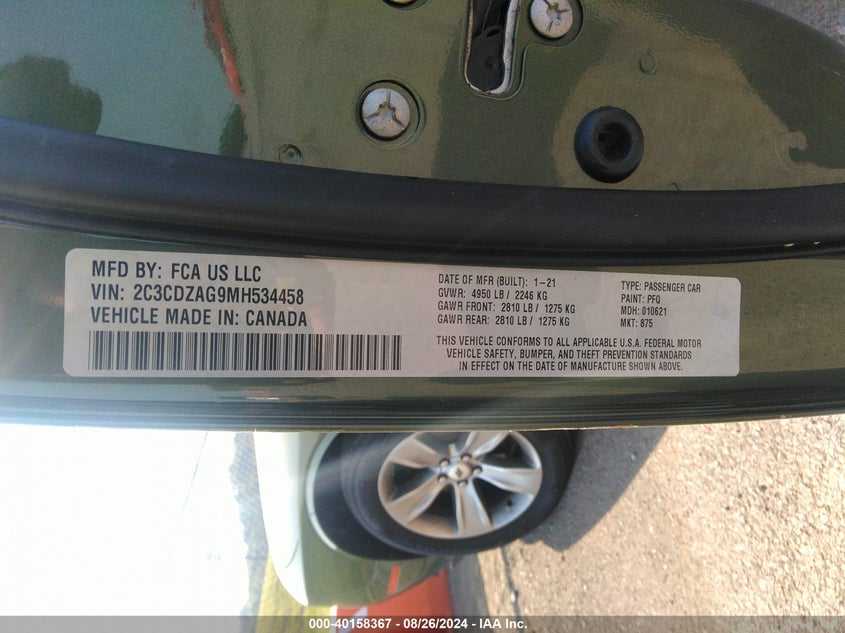 MFD BY: FCA US LLC
VIN: 2C3CDZAG9MH534458
VEHICLE MADE IN: CANADA
DATE OF MFR (BUILT): 1-21
GVWR: 4950 LB / 2246 KG
GAWR FRONT: 2810 LB / 1275 KG
GAWR REAR: 2810 LB / 1275 KG
TYPE: PASSENGER CAR
PAINT: PFQ
MDH: 010621
MKT: 875
THIS VEHICLE CONFORMS TO ALL APPLICABLE U.S.A. FEDERAL MOTOR
VEHICLE SAFETY, BUMPER, AND THEFT PREVENTION STANDARDS
IN EFFECT ON THE DATE OF MANUFACTURE SHOWN ABOVE.
000-40158367 - 08/26/2024 - IAA Inc.